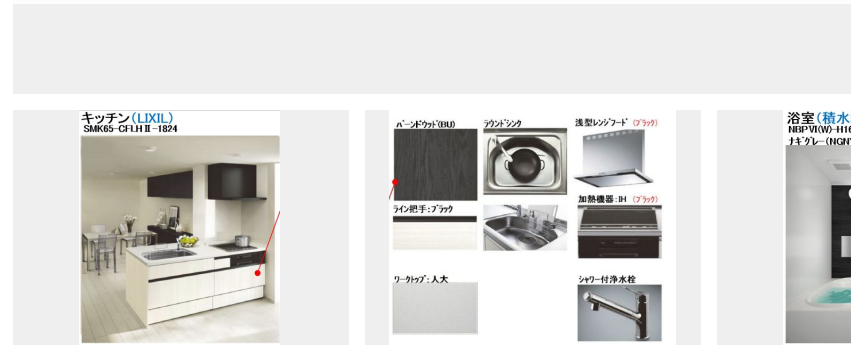 キッチン(LIXIL)
SMK65-CFLHⅡ-1824
バーンドウッド(BU)
ラウンドシンク
浅型レンジフード (ブラック)
ライン把手:ブラック
加熱機器:IH (ブラック)
ワークトップ:人大
シャワー付浄水栓
浴室(積水
NBPVI(W)-H16
ナギグレー(NGN